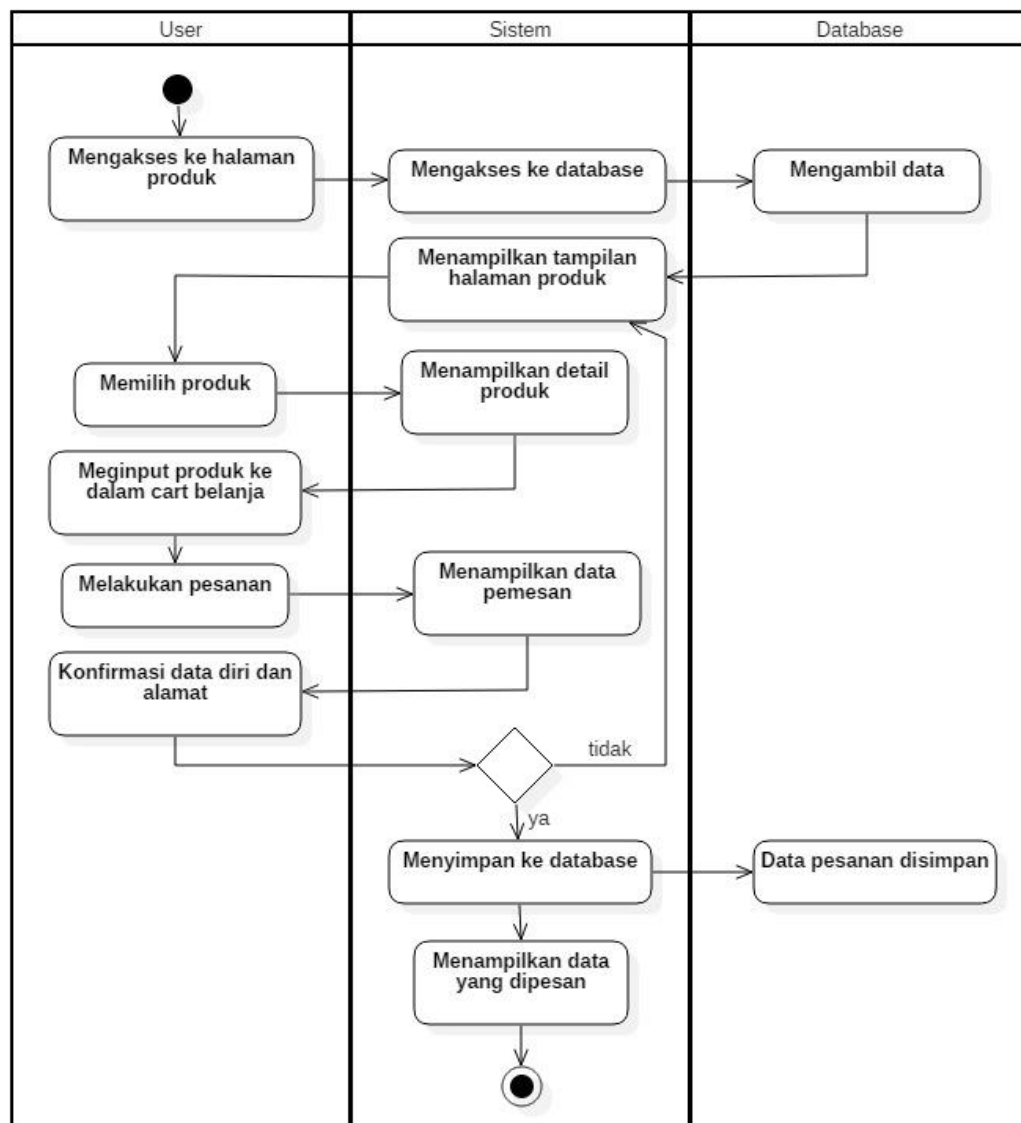 User
Sistem
Database
Mengakses ke halaman
produk
Mengakses ke database
Mengambil data
Menampilkan tampilan
halaman produk
Memilih produk
Menampilkan detail
produk
Meginput produk ke
dalam cart belanja
Melakukan pesanan
Menampilkan data
pemesan
Konfirmasi data diri dan
alamat
tidak
ya
Menyimpan ke database
Data pesanan disimpan
Menampilkan data
yang dipesan